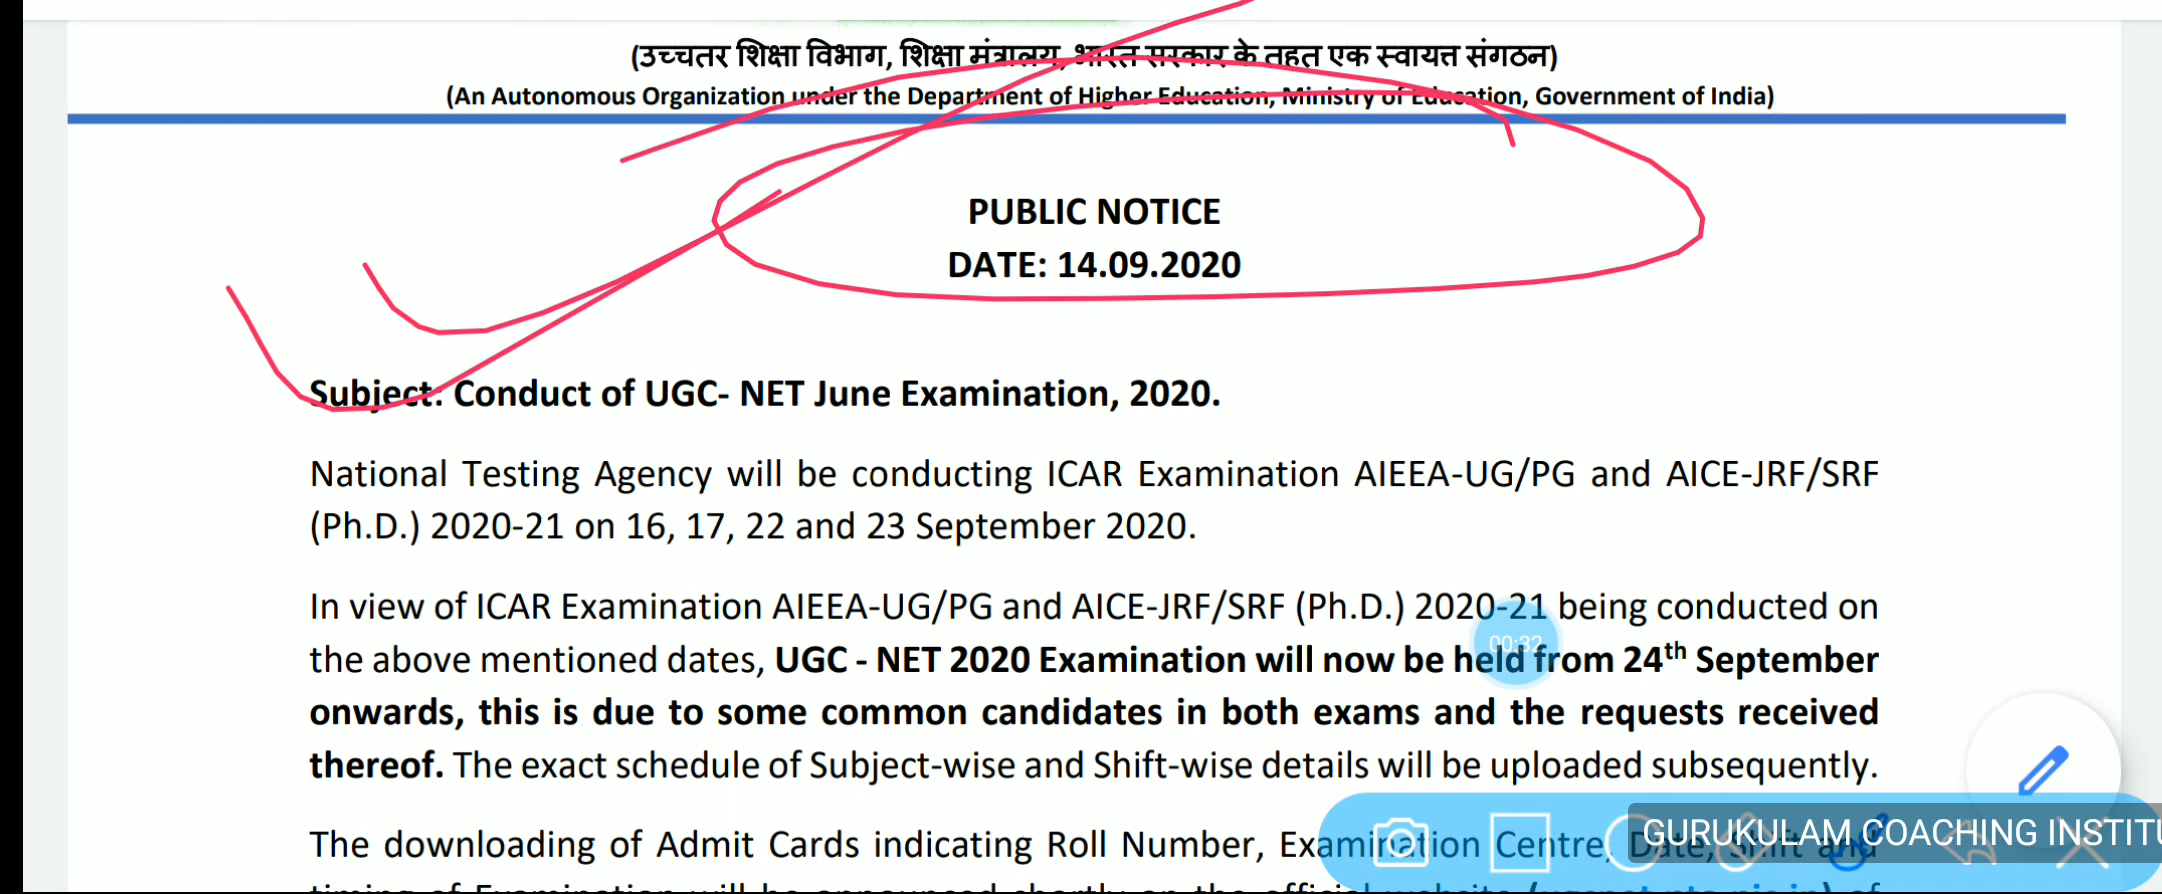 (उच्चतर शिक्षा विभाग, शिक्षा मंत्रालय, भारत सरकार के तहत एक स्वायत्त संगठन)
(An Autonomous Organization under the Department of Higher Education, Ministry of Education, Government of India)
PUBLIC NOTICE
DATE: 14.09.2020
Subject: Conduct of UGC- NET June Examination, 2020.
National Testing Agency will be conducting ICAR Examination AIEEA-UG/PG and AICE-JRF/SRF
(Ph.D.) 2020-21 on 16, 17, 22 and 23 September 2020.
In view of ICAR Examination AIEEA-UG/PG and AICE-JRF/SRF (Ph.D.) 2020-21 being conducted on
00:32
the above mentioned dates, UGC - NET 2020 Examination will now be held from 24th September
onwards, this is due to some common candidates in both exams and the requests received
thereof. The exact schedule of Subject-wise and Shift-wise details will be uploaded subsequently.
The downloading of Admit Cards indicating Roll Number, Examination Centre, Date, Shift and
GURUKULAM COACHING